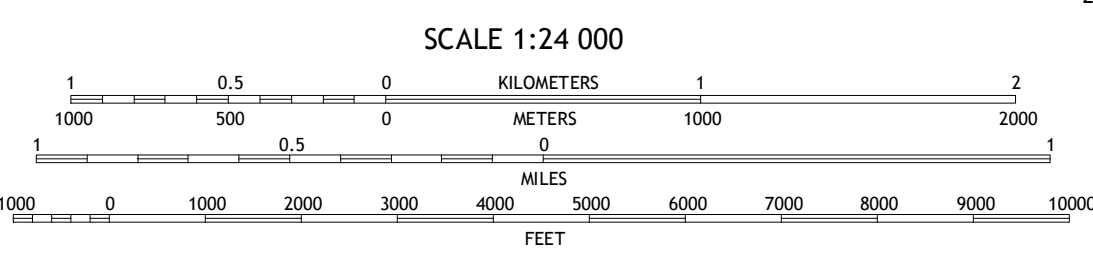 SCALE 1:24 000
1 0.5 0 KILOMETERS 1 2
1000 500 0 METERS 1000 2000
1 0.5 0 1
MILES
1000 0 1000 2000 3000 4000 5000 6000 7000 8000 9000 10000
FEET